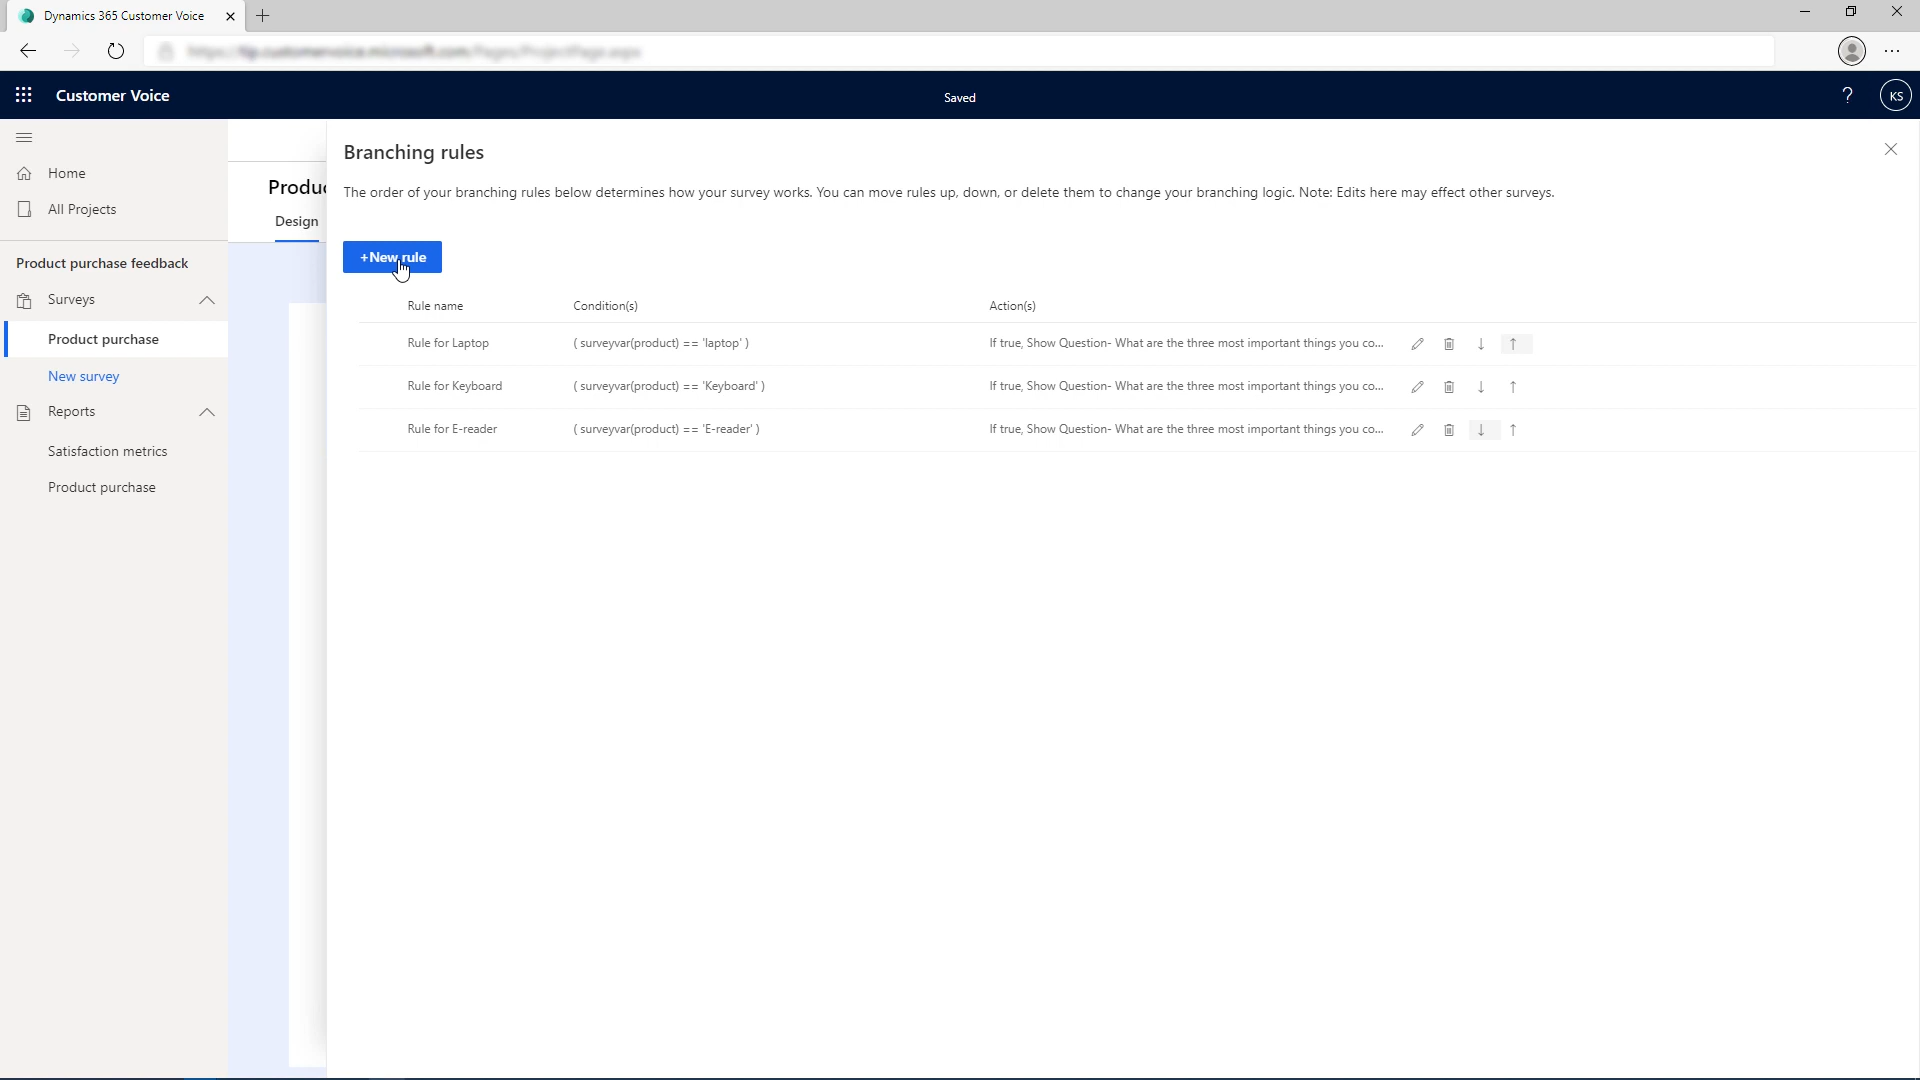 Dynamics 365 Customer Voice
Customer Voice
Saved
?
KS
Home
All Projects
Product purchase feedback
Surveys
Product purchase
New survey
Reports
Satisfaction metrics
Product purchase
Produ
Design
Branching rules
The order of your branching rules below determines how your survey works. You can move rules up, down, or delete them to change your branching logic. Note: Edits here may effect other surveys.
+New rule
Rule name Condition(s) Action(s)
Rule for Laptop ( surveyvar(product) == 'laptop' ) If true, Show Question- What are the three most important things you co...
Rule for Keyboard ( surveyvar(product) == 'Keyboard' ) If true, Show Question- What are the three most important things you co...
Rule for E-reader ( surveyvar(product) == 'E-reader' ) If true, Show Question- What are the three most important things you co...